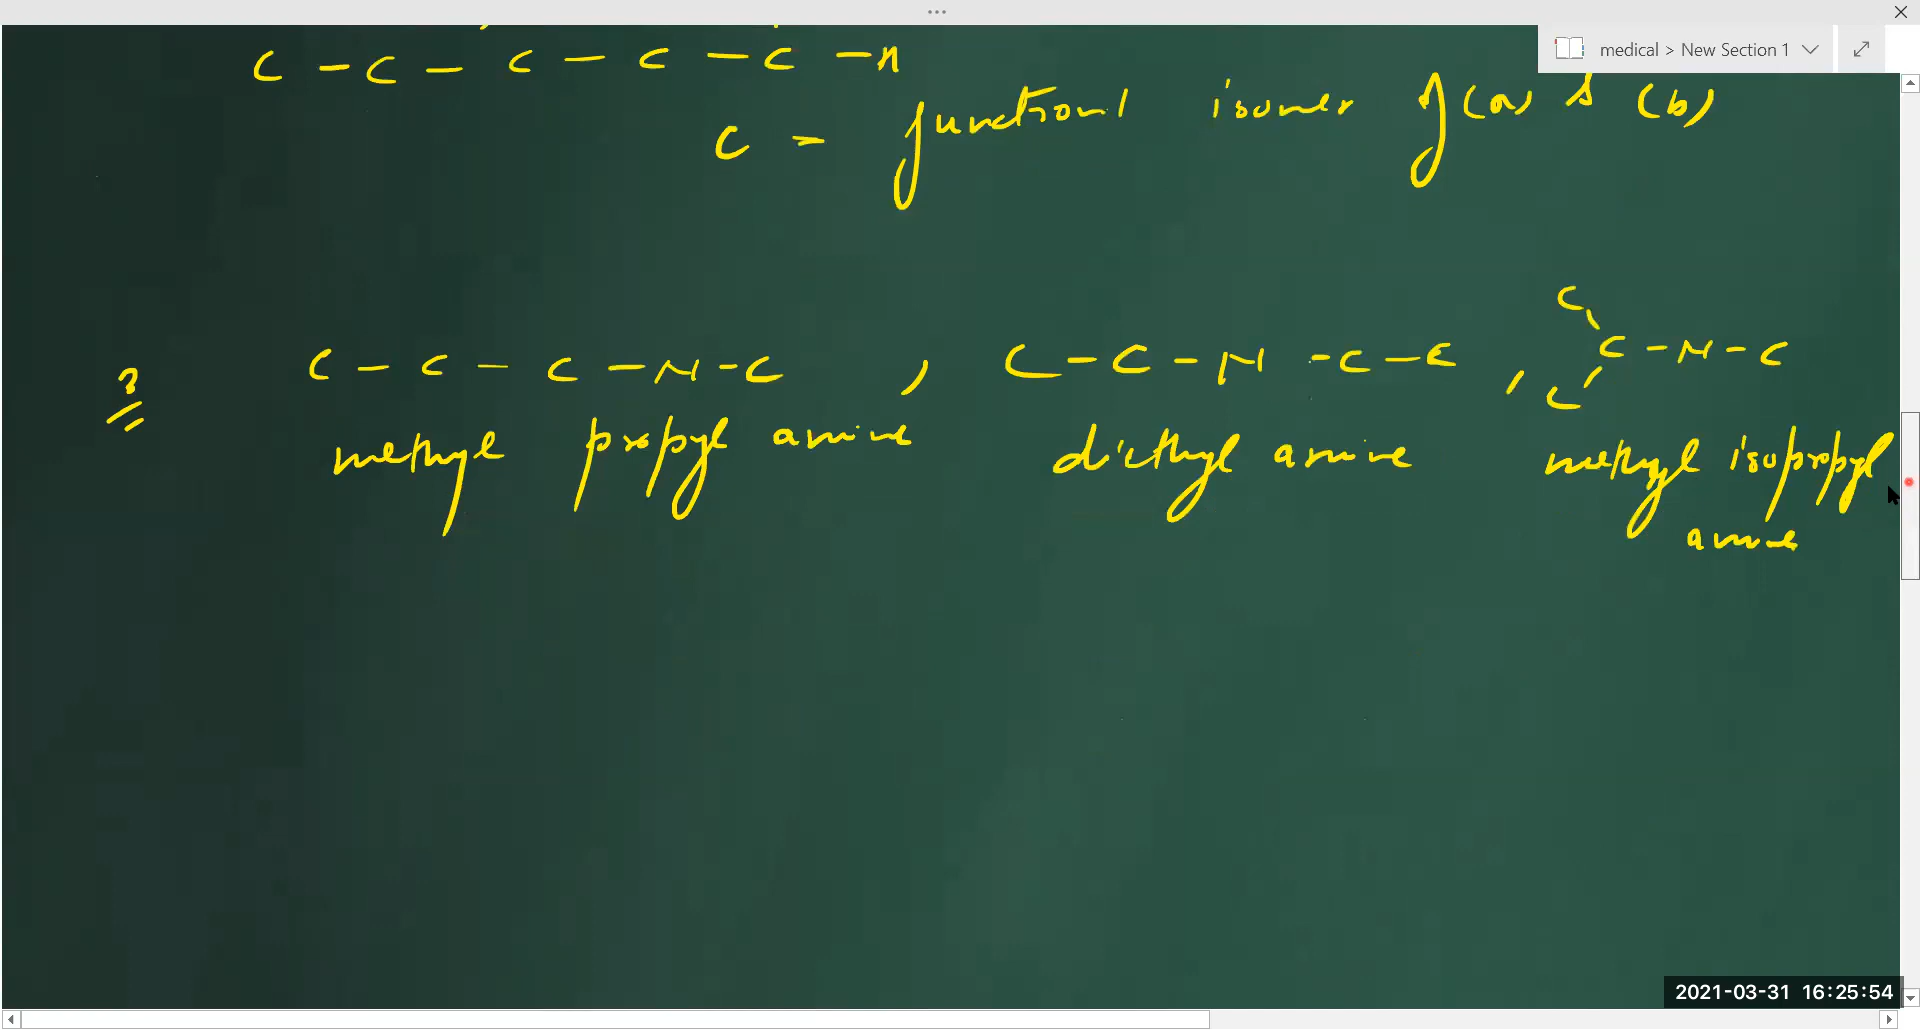 ...
medical > New Section 1
C - C - C - C - C - n
C = functionl isomer of (a) & (b)
?
C - C - C - N - C , C - C - N - C - C ,
C
C - N - C
C
methyl propyl amine
diethyl amine
methyl isopropyl
amine
2021-03-31 16:25:54